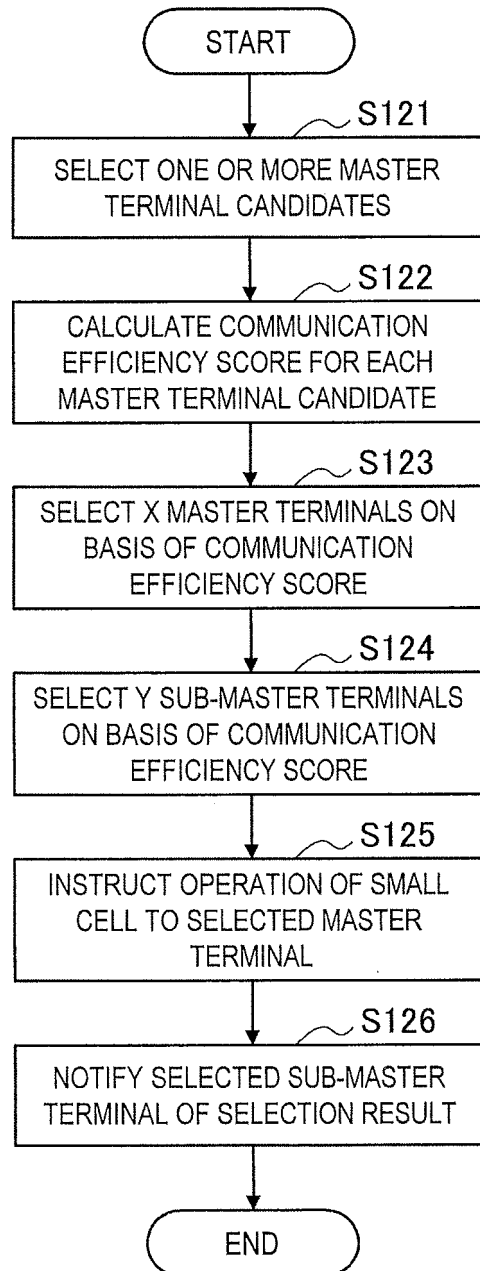 START
S121
SELECT ONE OR MORE MASTER
TERMINAL CANDIDATES
S122
CALCULATE COMMUNICATION
EFFICIENCY SCORE FOR EACH
MASTER TERMINAL CANDIDATE
S123
SELECT X MASTER TERMINALS ON
BASIS OF COMMUNICATION
EFFICIENCY SCORE
S124
SELECT Y SUB-MASTER TERMINALS
ON BASIS OF COMMUNICATION
EFFICIENCY SCORE
S125
INSTRUCT OPERATION OF SMALL
CELL TO SELECTED MASTER
TERMINAL
S126
NOTIFY SELECTED SUB-MASTER
TERMINAL OF SELECTION RESULT
END